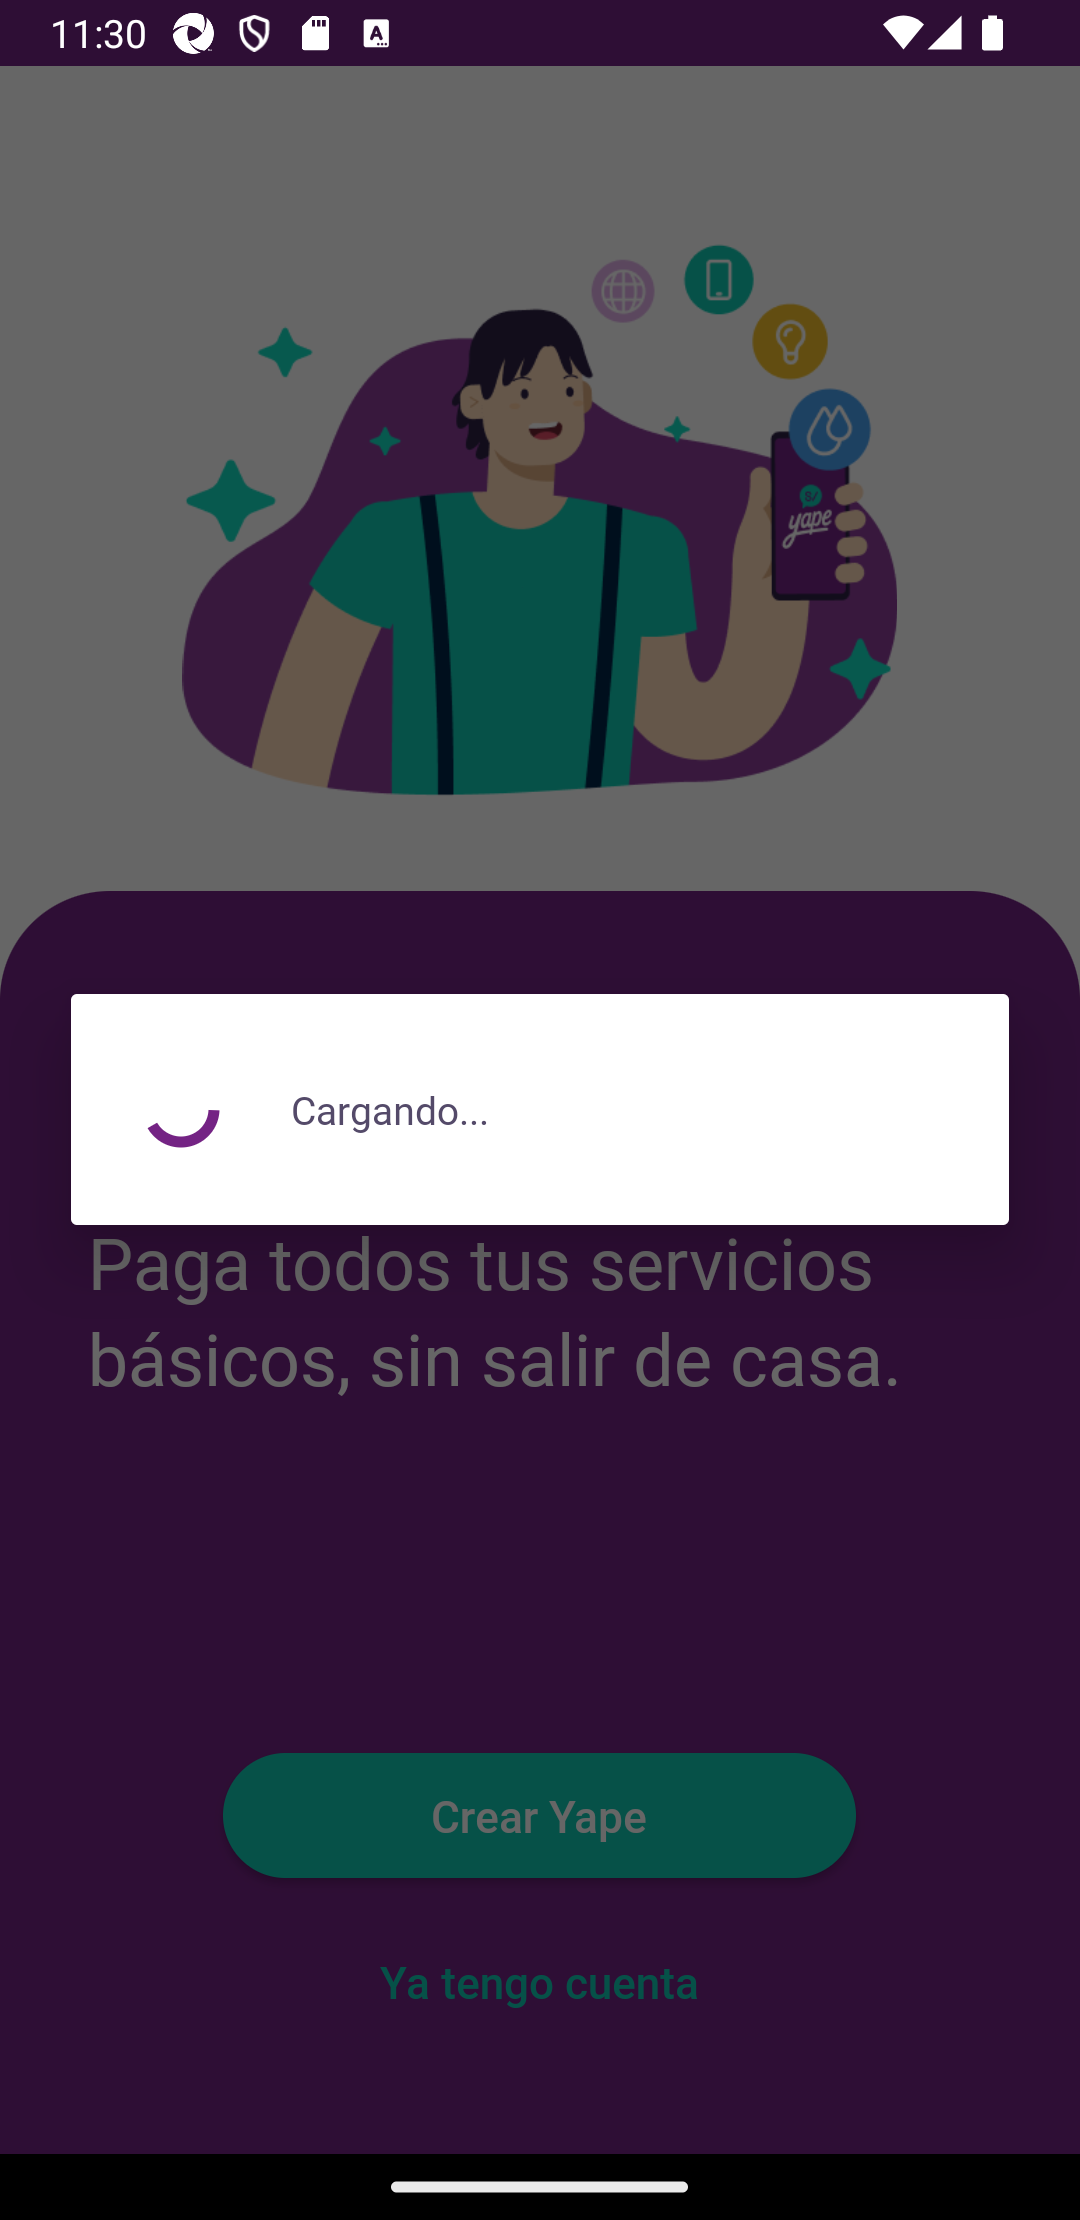 11:30
S/
yape
Cargando...
Paga todos tus servicios
básicos, sin salir de casa.
Crear Yape
Ya tengo cuenta